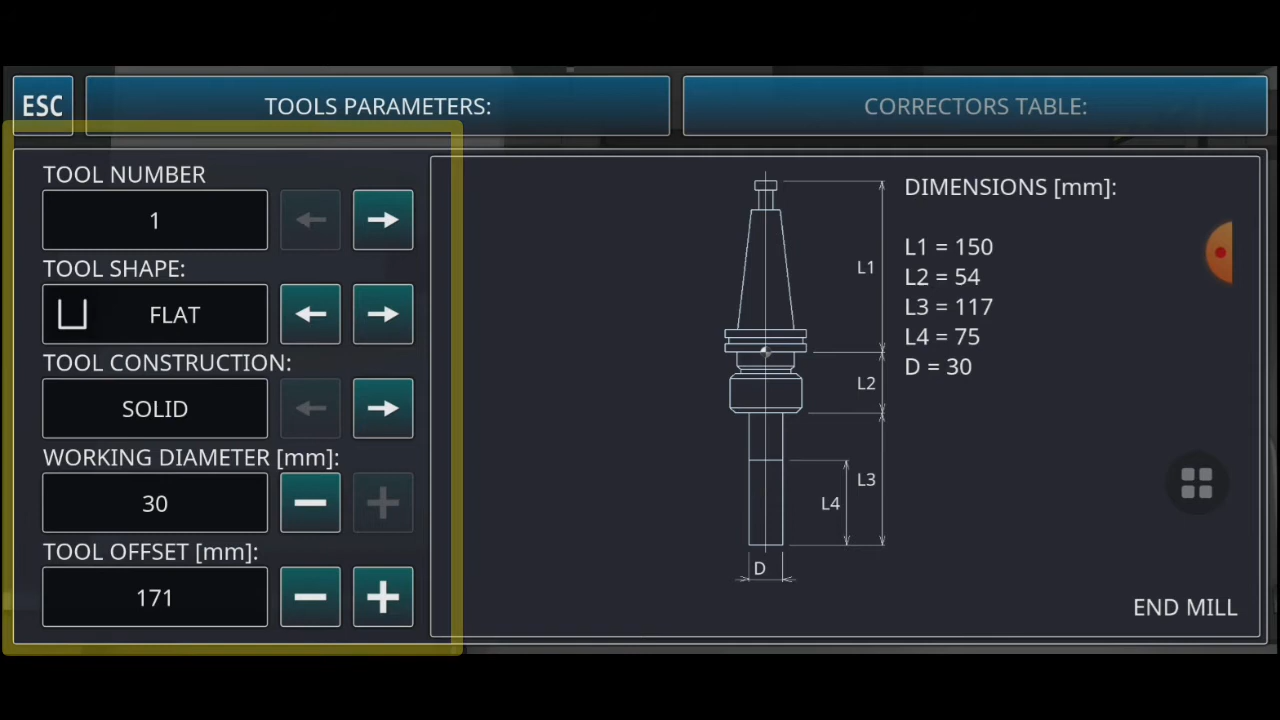 ESC
TOOLS PARAMETERS:
CORRECTORS TABLE:
TOOL NUMBER
1
TOOL SHAPE:
FLAT
TOOL CONSTRUCTION:
SOLID
WORKING DIAMETER [mm]:
30
TOOL OFFSET [mm]:
171
L1
L2
L3
L4
D
DIMENSIONS [mm]:
L1 = 150
L2 = 54
L3 = 117
L4 = 75
D = 30
END MILL